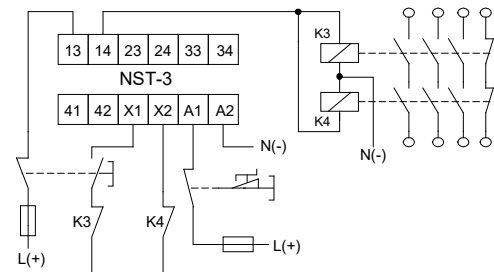 13 14 23 24 33 34
NST-3
41 42 X1 X2 A1 A2
K3
K4
N(-)
N(-)
K3
K4
L(+)
L(+)